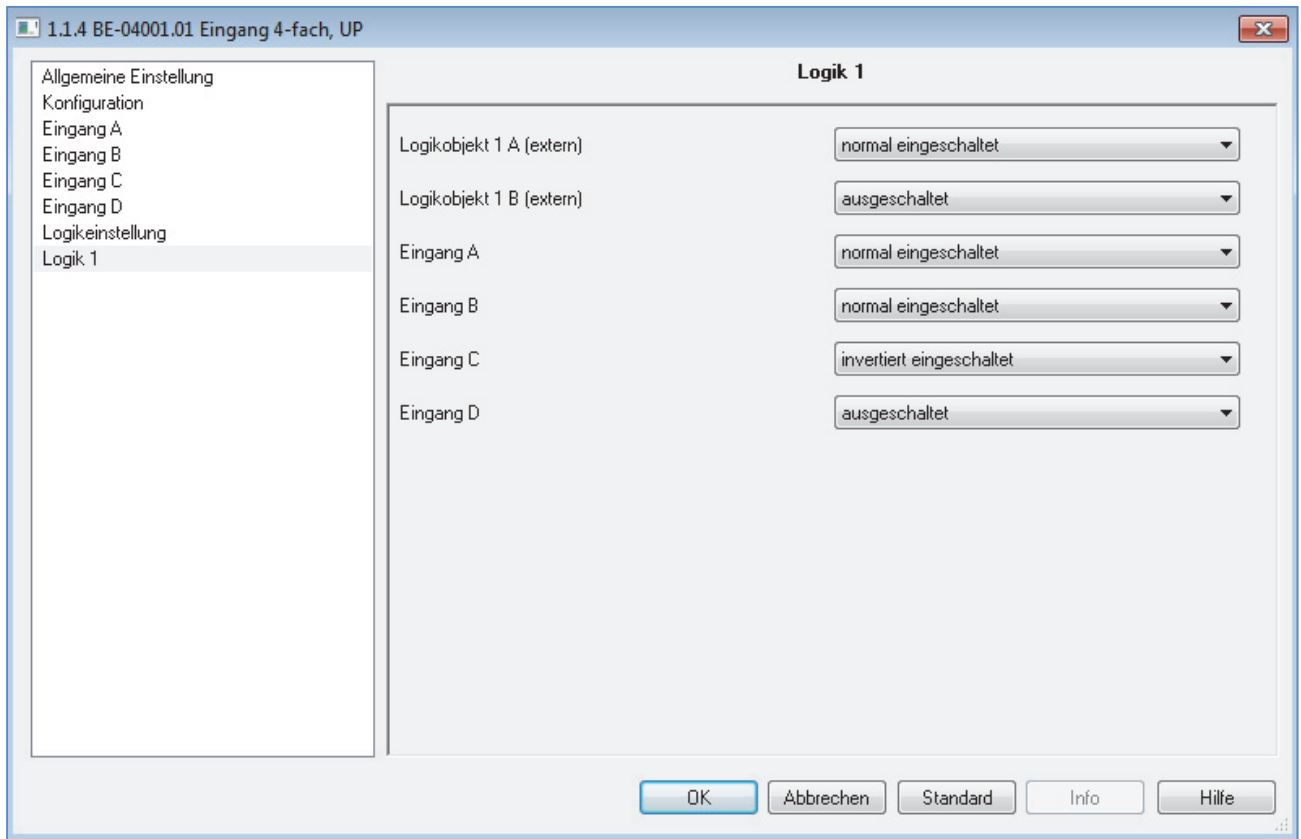 1.1.4 BE-04001.01 Eingang 4-fach, UP
Allgemeine Einstellung
Konfiguration
Eingang A
Eingang B
Eingang C
Eingang D
Logikeinstellung
Logik 1
Logik 1
Logikobjekt 1 A (extern) normal eingeschaltet
Logikobjekt 1 B (extern) ausgeschaltet
Eingang A normal eingeschaltet
Eingang B normal eingeschaltet
Eingang C invertiert eingeschaltet
Eingang D ausgeschaltet
OK Abbrechen Standard Info Hilfe